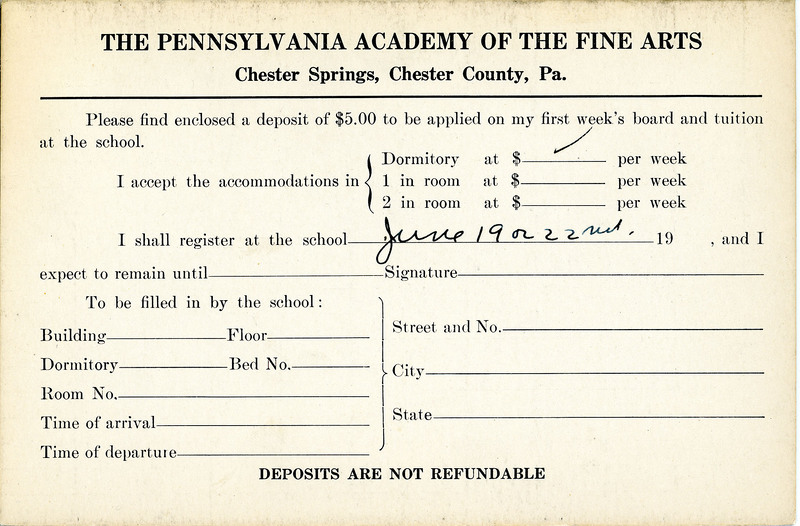 THE PENNSYLVANIA ACADEMY OF THE FINE ARTS
Chester Springs, Chester County, Pa.
Please find enclosed a deposit of $5.00 to be applied on my first week's board and tuition
at the school.
I accept the accommodations in { Dormitory at $ per week
1 in room at $ per week
2 in room at $ per week
I shall register at the school June 19 or 22nd. 19 , and I
expect to remain until Signature
To be filled in by the school:
Building Floor
Dormitory Bed No.
Room No.
Time of arrival
Time of departure
Street and No.
City
State
DEPOSITS ARE NOT REFUNDABLE